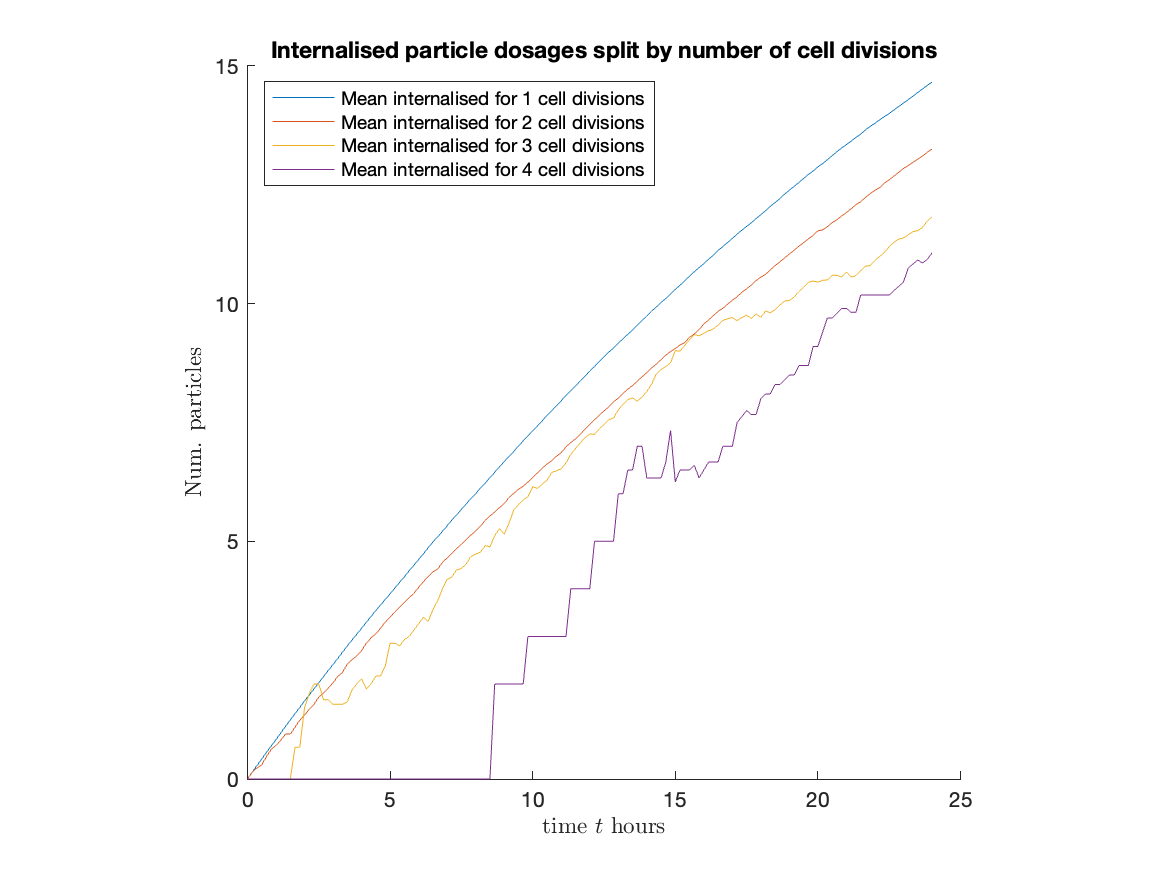 Internalised particle dosages split by number of cell divisions
15
Mean internalised for 1 cell divisions
Mean internalised for 2 cell divisions
Mean internalised for 3 cell divisions
Mean internalised for 4 cell divisions
10
Num. particles
5
0
0 5 10 15 20 25
time t hours